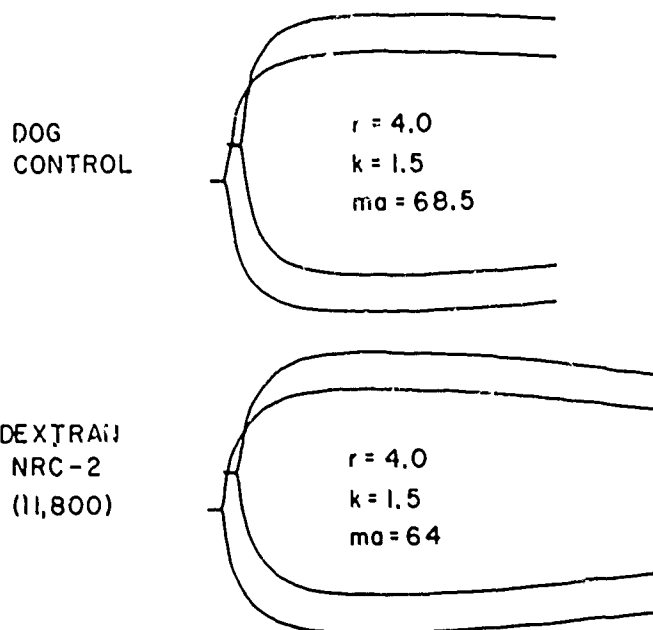 DOG
CONTROL
r = 4.0
k = 1.5
ma = 68.5
DEXTRAN
NRC-2
(11,800)
r = 4.0
k = 1.5
ma = 64